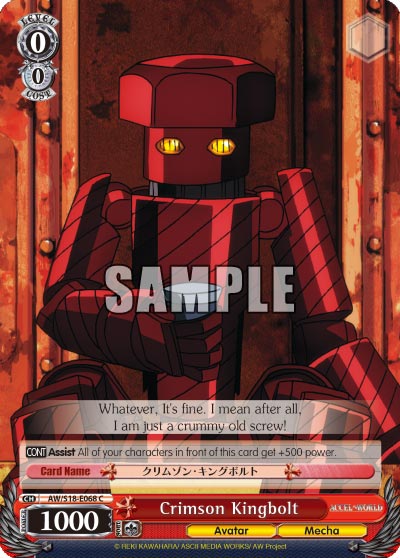 LEVEL
0
0
COST
SAMPLE
Whatever, It's fine. I mean after all,
I am just a crummy old screw!
CONT Assist All of your characters in front of this card get +500 power.
Card Name クリムゾン・キングボルト
CH AW/S18-E068 C
POWER 1000 SOUL Crimson Kingbolt ACCEL WORLD
Avatar Mecha
© REKI KAWAHARA/ ASCII MEDIA WORKS/ AW Project